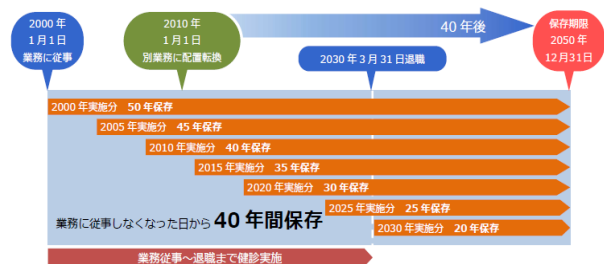 2000 年
1月1日
業務に従事
2010 年
1月1日
別業務に配置転換
40 年後
2030 年3月31日退職
保存期限
2050 年
12月31日
2000 年実施分 50 年保存
2005 年実施分 45 年保存
2010 年実施分 40 年保存
2015 年実施分 35 年保存
2020 年実施分 30 年保存
2025 年実施分 25 年保存
2030 年実施分 20 年保存
業務に従事しなくなった日から 40 年間保存
業務従事～退職まで健診実施